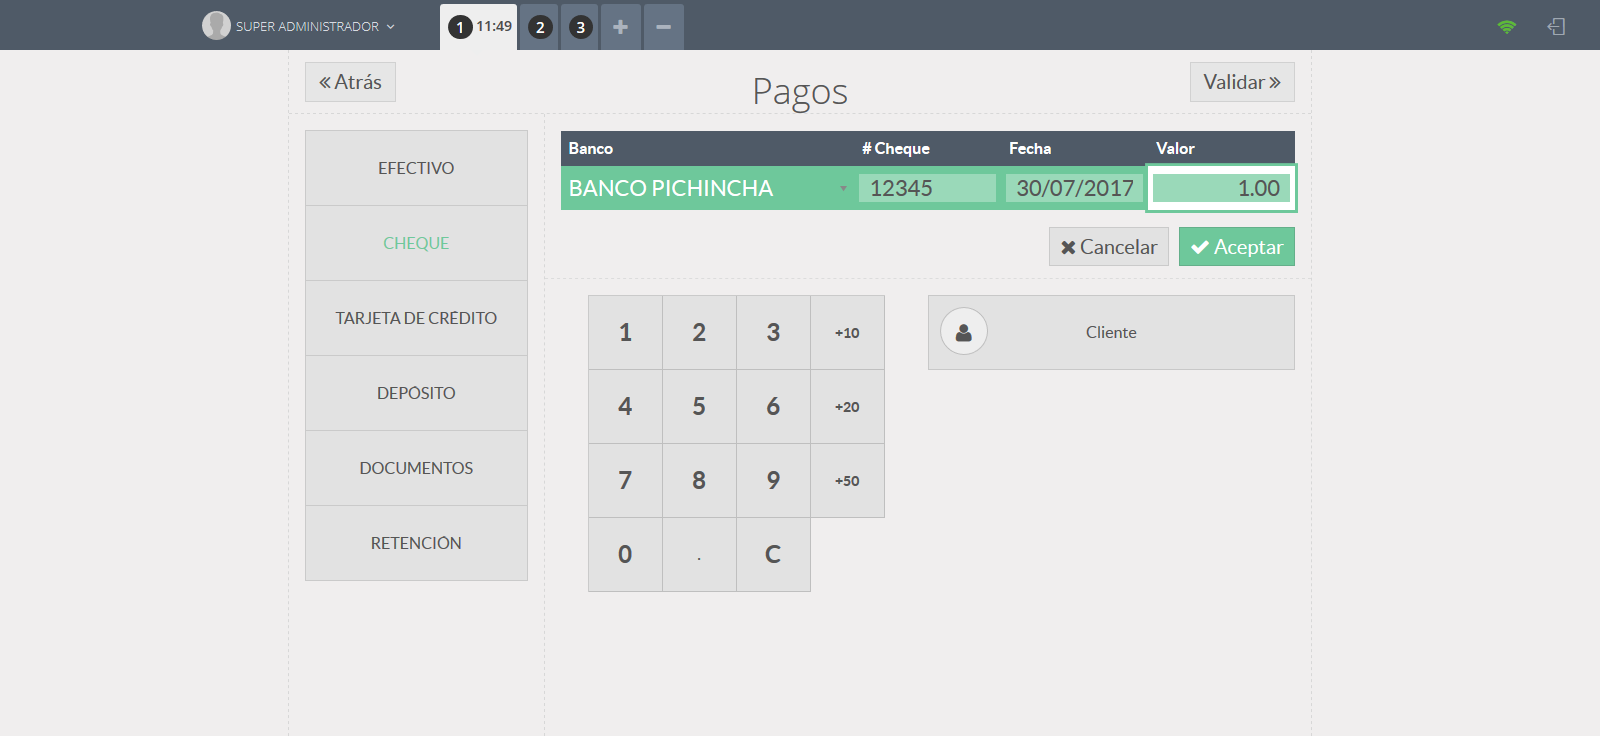 SUPER ADMINISTRADOR
1 11:49 2 3 + −
« Atrás
Pagos
Validar »
EFECTIVO
CHEQUE
TARJETA DE CRÉDITO
DEPÓSITO
DOCUMENTOS
RETENCIÓN
Banco # Cheque Fecha Valor
BANCO PICHINCHA 12345 30/07/2017 1.00
Cancelar Aceptar
1 2 3 +10
4 5 6 +20
7 8 9 +50
0 . C
Cliente